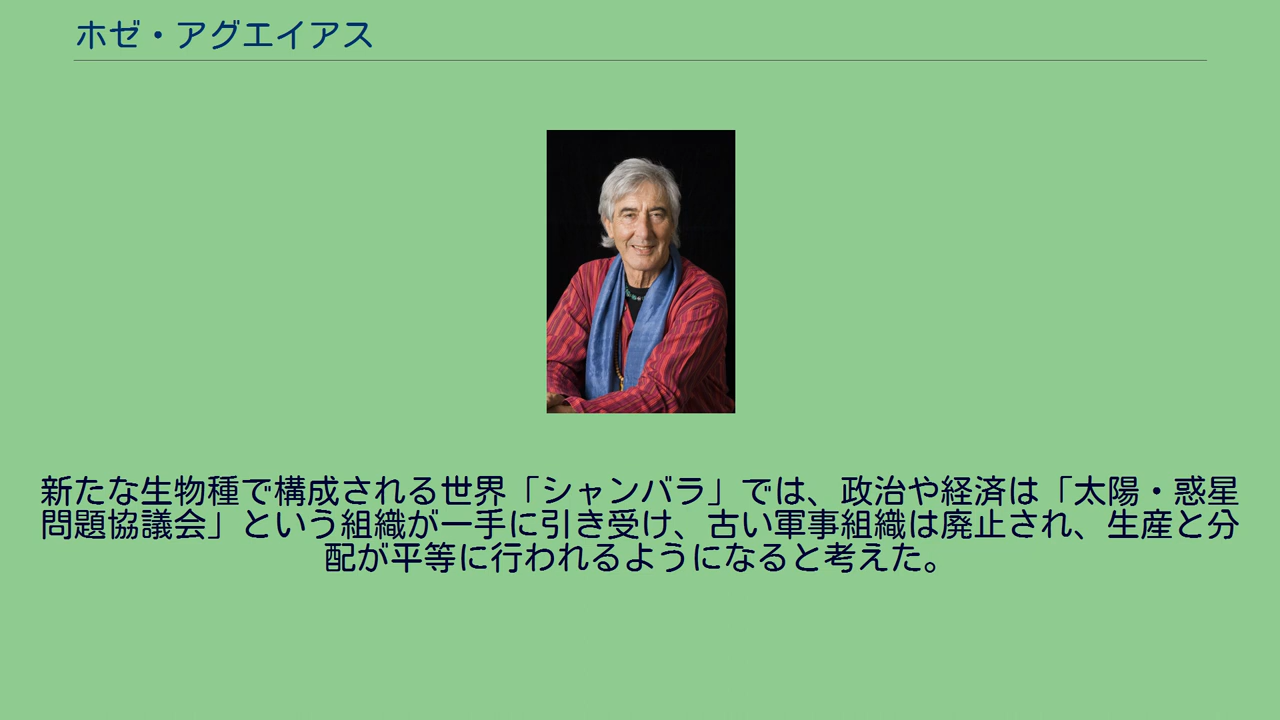 ホゼ・アグエイアス
新たな生物種で構成される世界「シャンバラ」では、政治や経済は「太陽・惑星
問題協議会」という組織が一手に引き受け、古い軍事組織は廃止され、生産と分
配が平等に行われるようになると考えた。